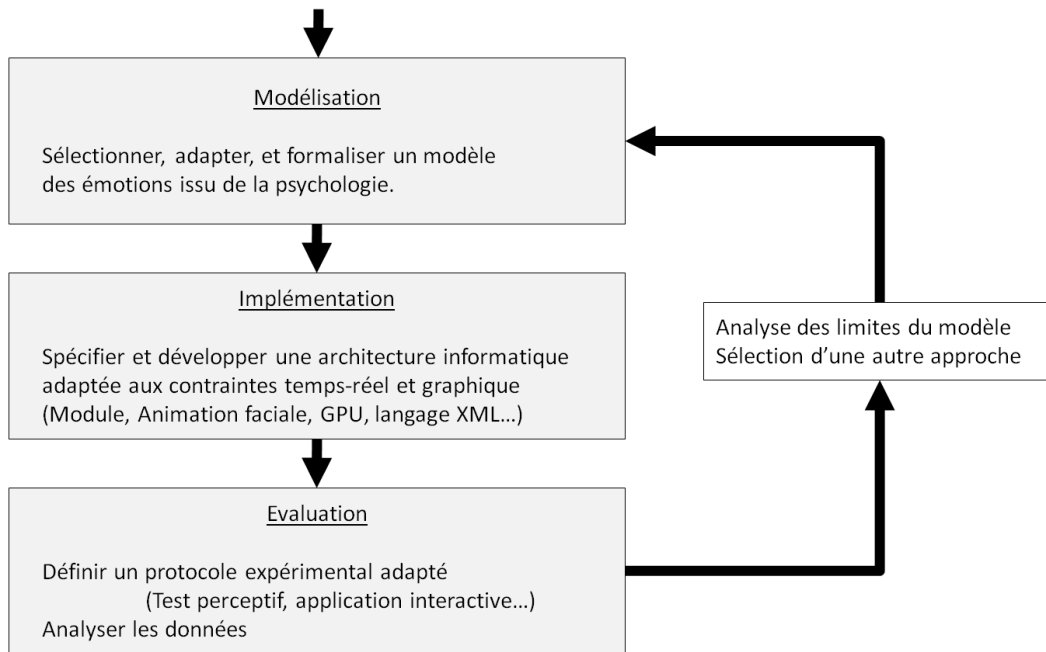 Modélisation
Sélectionner, adapter, et formaliser un modèle
des émotions issu de la psychologie.
Implémentation
Spécifier et développer une architecture informatique
adaptée aux contraintes temps-réel et graphique
(Module, Animation faciale, GPU, langage XML…)
Evaluation
Définir un protocole expérimental adapté
(Test perceptif, application interactive…)
Analyser les données
Analyse des limites du modèle
Sélection d’une autre approche